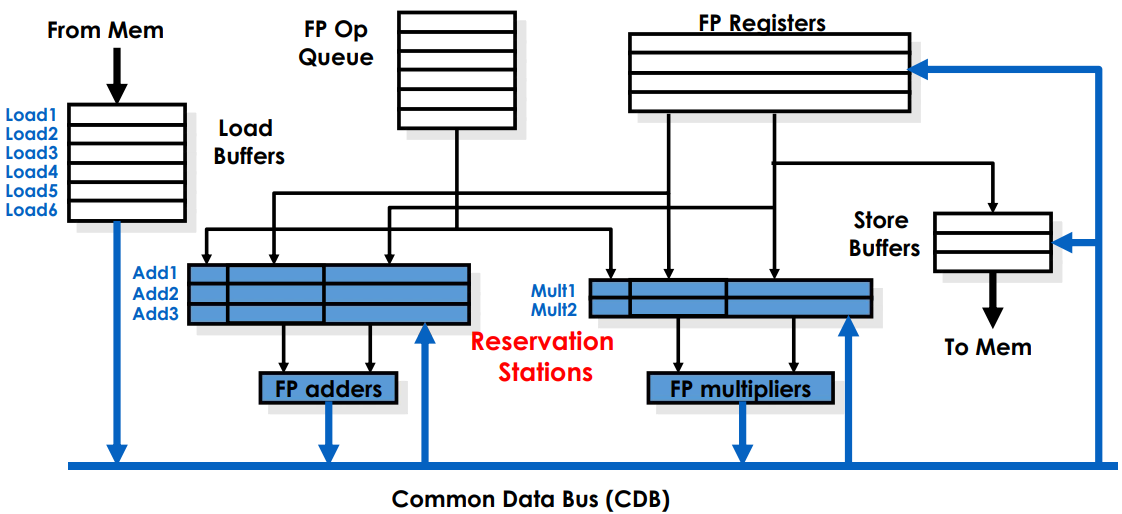 From Mem
FP Op
Queue
FP Registers
Load1
Load2
Load3
Load4
Load5
Load6
Load
Buffers
Store
Buffers
Add1
Add2
Add3
Mult1
Mult2
Reservation
Stations
To Mem
FP adders
FP multipliers
Common Data Bus (CDB)